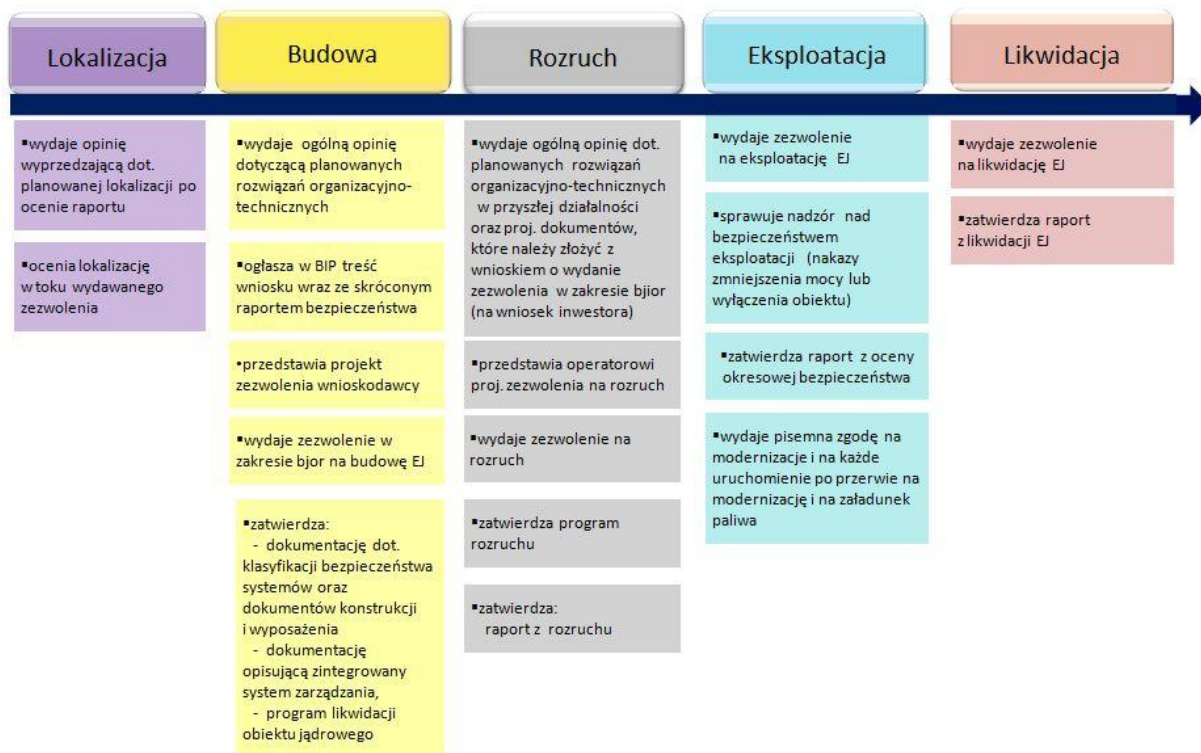 Lokalizacja
Budowa
Rozruch
Eksploatacja
Likwidacja
▪wydaje opinię
wyprzedzającą dot.
planowanej lokalizacji po
ocenie raportu
▪ocenia lokalizację
w toku wydawanego
zezwolenia
▪wydaje ogólną opinię
dotyczącą planowanych
rozwiązań organizacyjno-
technicznych
▪ogłasza w BIP treść
wniosku wraz ze skróconym
raportem bezpieczeństwa
•przedstawia projekt
zezwolenia wnioskodawcy
▪wydaje zezwolenie w
zakresie bjor na budowę EJ
▪zatwierdza:
- dokumentację dot.
klasyfikacji bezpieczeństwa
systemów oraz
dokumentów konstrukcji
i wyposażenia
- dokumentację
opisującą zintegrowany
system zarządzania,
- program likwidacji
obiektu jądrowego
▪wydaje ogólną opinię dot.
planowanych rozwiązań
organizacyjno-technicznych
w przyszłej działalności
oraz proj. dokumentów,
które należy złożyć z
wnioskiem o wydanie
zezwolenia w zakresie bjior
(na wniosek inwestora)
▪przedstawia operatorowi
proj. zezwolenia na rozruch
▪wydaje zezwolenie na
rozruch
▪zatwierdza program
rozruchu
▪zatwierdza:
raport z rozruchu
▪wydaje zezwolenie
na eksploatację EJ
▪sprawuje nadzór nad
bezpieczeństwem
eksploatacji (nakazy
zmniejszenia mocy lub
wyłączenia obiektu)
▪zatwierdza raport z oceny
okresowej bezpieczeństwa
▪wydaje pisemna zgodę na
modernizacje i na każde
uruchomienie po przerwie na
modernizację i na załadunek
paliwa
▪wydaje zezwolenie
na likwidację EJ
▪zatwierdza raport
z likwidacji EJ